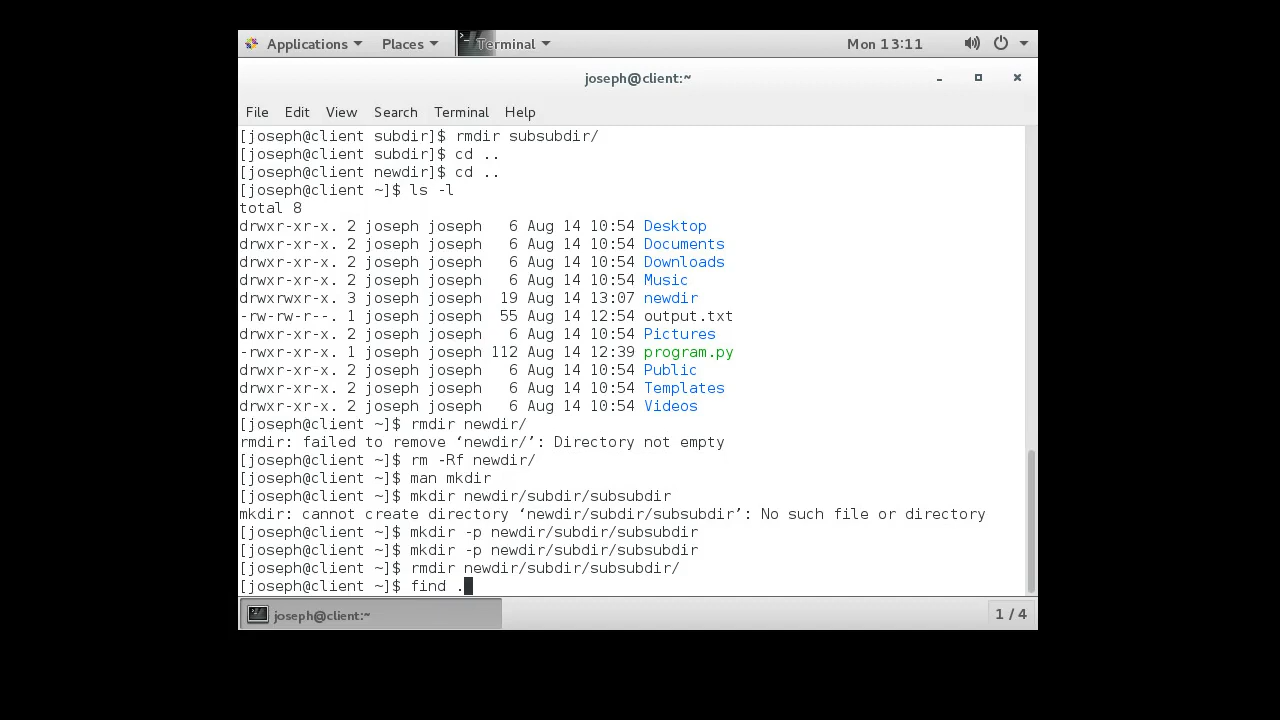 Applications Places Terminal Mon 13:11
joseph@client:~
File Edit View Search Terminal Help
[joseph@client subdir]$ rmdir subsubdir/
[joseph@client subdir]$ cd ..
[joseph@client newdir]$ cd ..
[joseph@client ~]$ ls -l
total 8
drwxr-xr-x. 2 joseph joseph   6 Aug 14 10:54 Desktop
drwxr-xr-x. 2 joseph joseph   6 Aug 14 10:54 Documents
drwxr-xr-x. 2 joseph joseph   6 Aug 14 10:54 Downloads
drwxr-xr-x. 2 joseph joseph   6 Aug 14 10:54 Music
drwxrwxr-x. 3 joseph joseph  19 Aug 14 13:07 newdir
-rw-rw-r--. 1 joseph joseph  55 Aug 14 12:54 output.txt
drwxr-xr-x. 2 joseph joseph   6 Aug 14 10:54 Pictures
-rwxr-xr-x. 1 joseph joseph 112 Aug 14 12:39 program.py
drwxr-xr-x. 2 joseph joseph   6 Aug 14 10:54 Public
drwxr-xr-x. 2 joseph joseph   6 Aug 14 10:54 Templates
drwxr-xr-x. 2 joseph joseph   6 Aug 14 10:54 Videos
[joseph@client ~]$ rmdir newdir/
rmdir: failed to remove ‘newdir/’: Directory not empty
[joseph@client ~]$ rm -Rf newdir/
[joseph@client ~]$ man mkdir
[joseph@client ~]$ mkdir newdir/subdir/subsubdir
mkdir: cannot create directory ‘newdir/subdir/subsubdir’: No such file or directory
[joseph@client ~]$ mkdir -p newdir/subdir/subsubdir
[joseph@client ~]$ mkdir -p newdir/subdir/subsubdir
[joseph@client ~]$ rmdir newdir/subdir/subsubdir/
[joseph@client ~]$ find .
joseph@client:~ 1 / 4